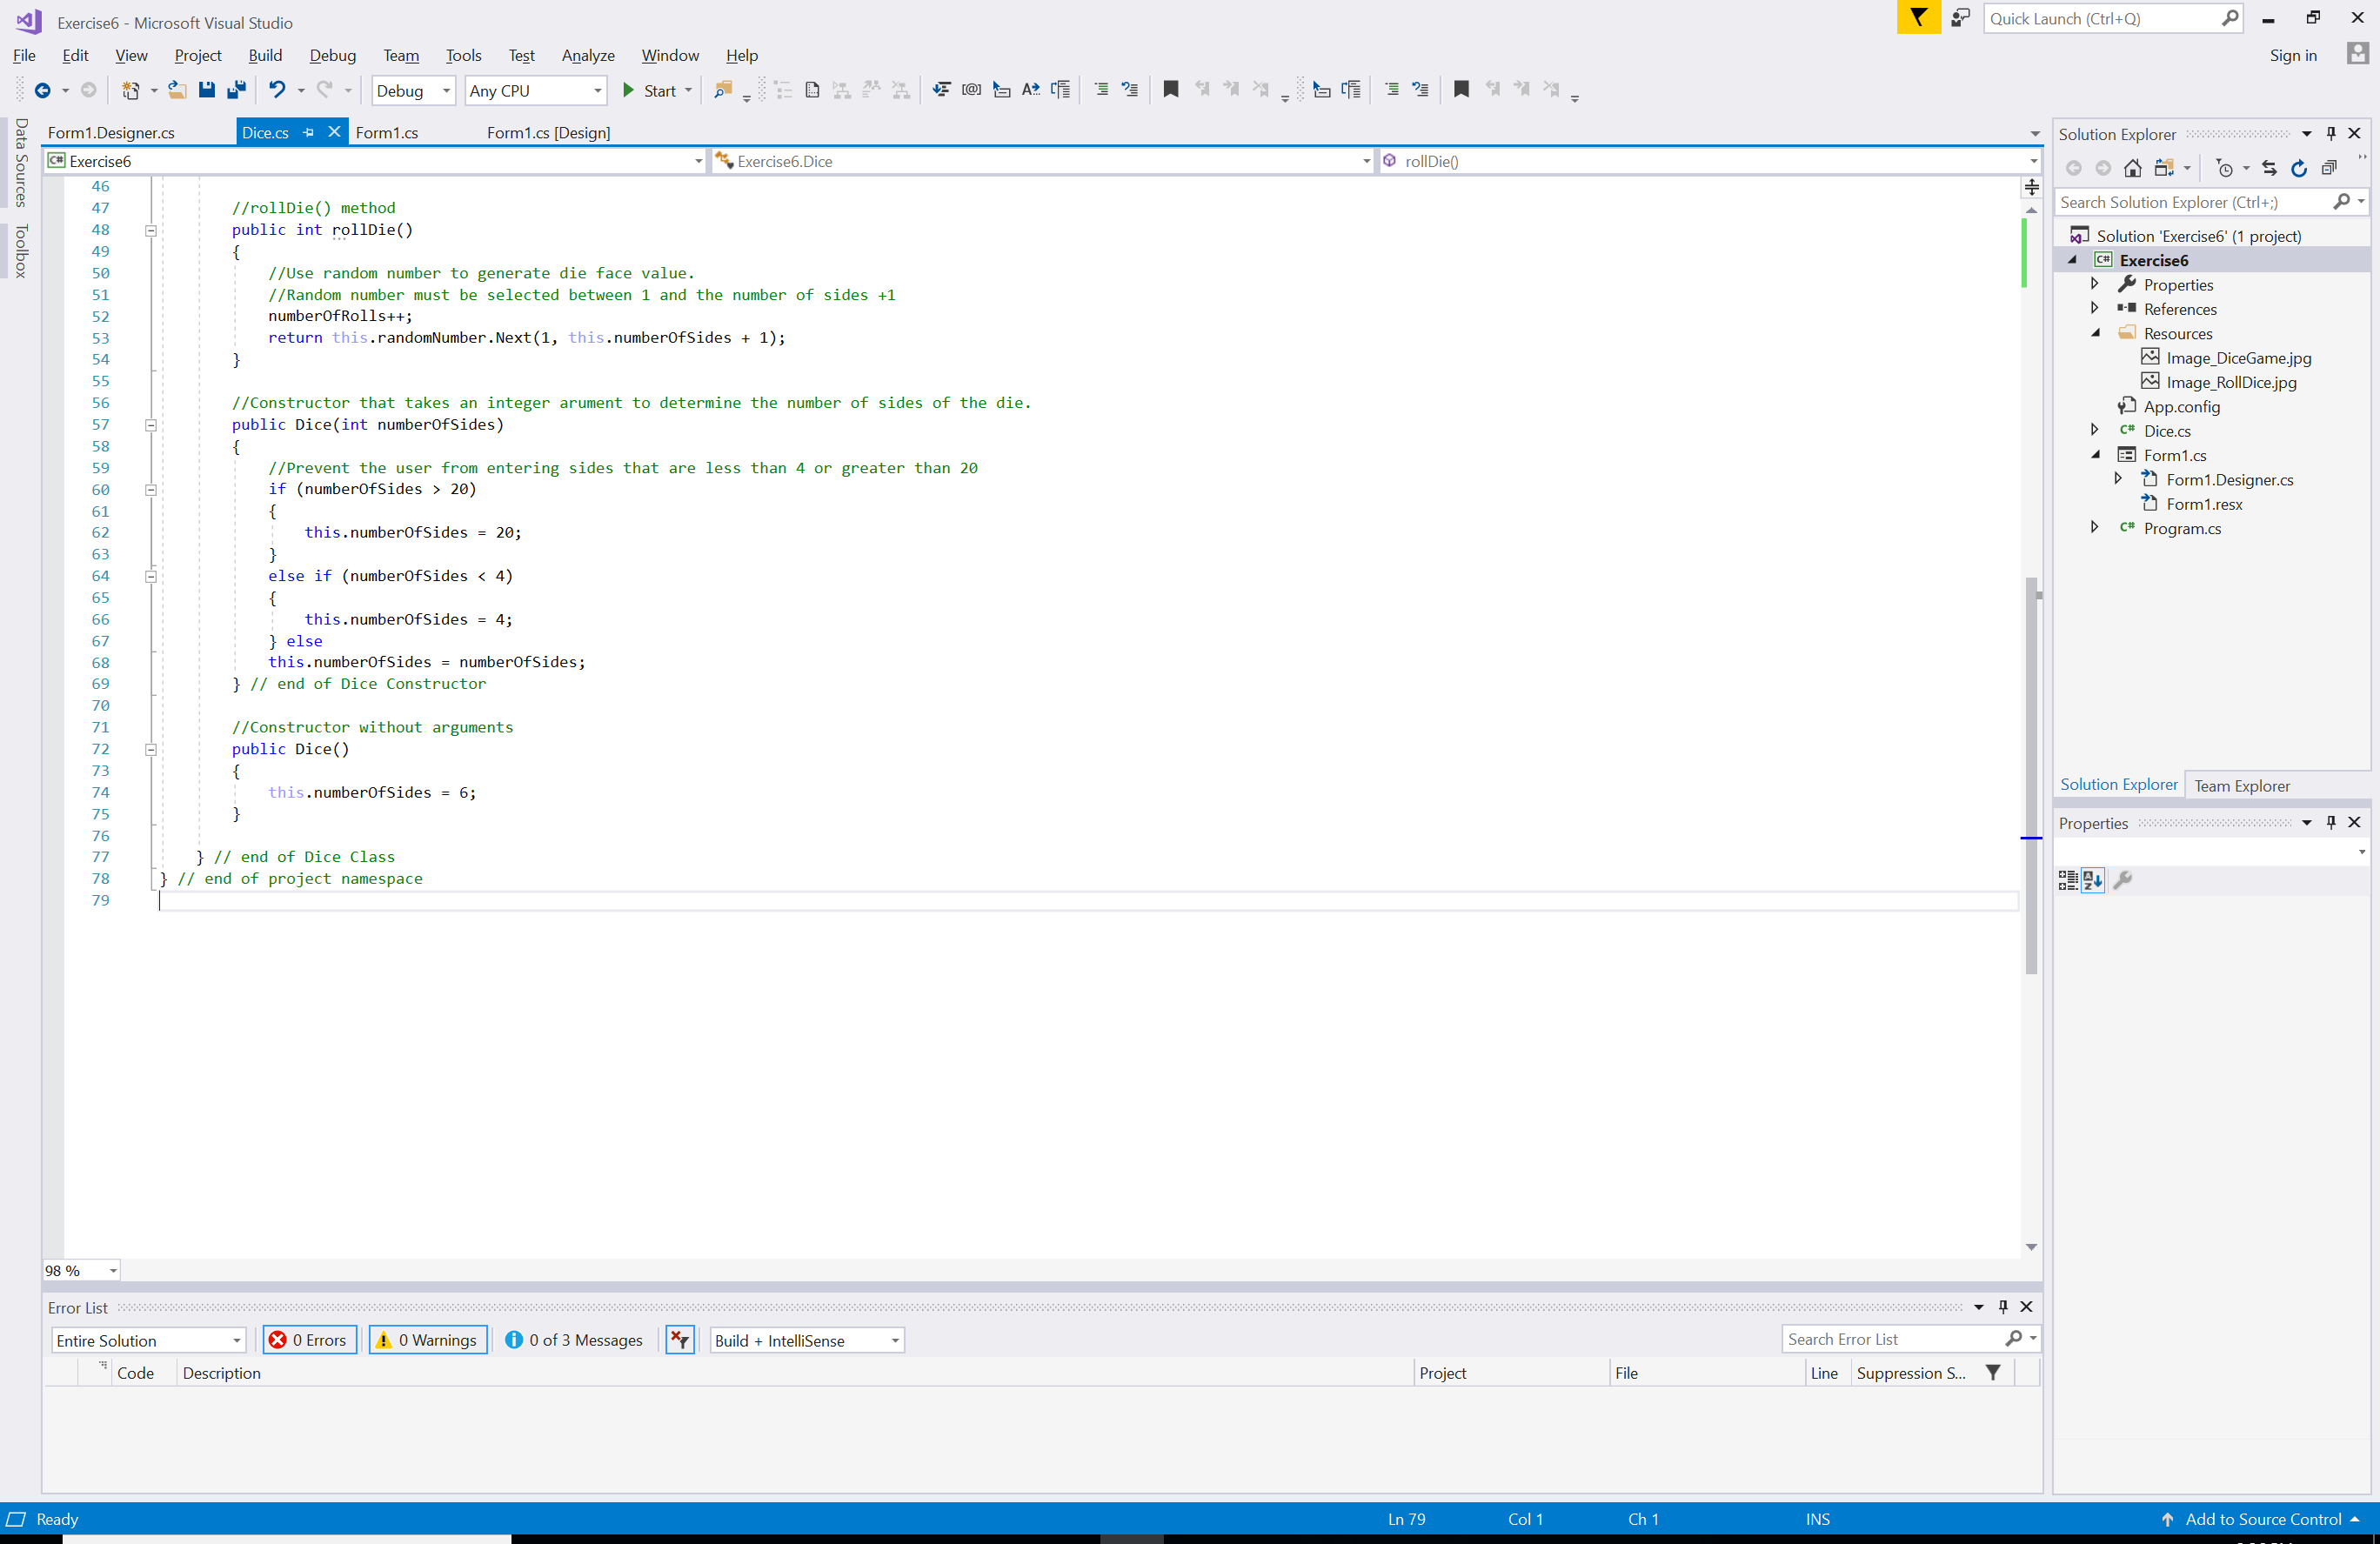 Exercise6 - Microsoft Visual Studio
Quick Launch (Ctrl+Q)
File Edit View Project Build Debug Team Tools Test Analyze Window Help
Sign in
Debug Any CPU Start
Data Sources
Toolbox
Form1.Designer.cs Dice.cs Form1.cs Form1.cs [Design]
C# Exercise6 Exercise6.Dice rollDie()
46
47 //rollDie() method
48 public int rollDie()
49 {
50 //Use random number to generate die face value.
51 //Random number must be selected between 1 and the number of sides +1
52 numberOfRolls++;
53 return this.randomNumber.Next(1, this.numberOfSides + 1);
54 }
55
56 //Constructor that takes an integer arument to determine the number of sides of the die.
57 public Dice(int numberOfSides)
58 {
59 //Prevent the user from entering sides that are less than 4 or greater than 20
60 if (numberOfSides > 20)
61 {
62 this.numberOfSides = 20;
63 }
64 else if (numberOfSides < 4)
65 {
66 this.numberOfSides = 4;
67 } else
68 this.numberOfSides = numberOfSides;
69 } // end of Dice Constructor
70
71 //Constructor without arguments
72 public Dice()
73 {
74 this.numberOfSides = 6;
75 }
76
77 } // end of Dice Class
78 } // end of project namespace
79
98 %
Error List
Entire Solution 0 Errors 0 Warnings 0 of 3 Messages Build + IntelliSense Search Error List
Code Description Project File Line Suppression S...
Solution Explorer
Search Solution Explorer (Ctrl+;)
Solution 'Exercise6' (1 project)
C# Exercise6
Properties
References
Resources
Image_DiceGame.jpg
Image_RollDice.jpg
App.config
C# Dice.cs
Form1.cs
Form1.Designer.cs
Form1.resx
C# Program.cs
Solution Explorer Team Explorer
Properties
Ready Ln 79 Col 1 Ch 1 INS Add to Source Control